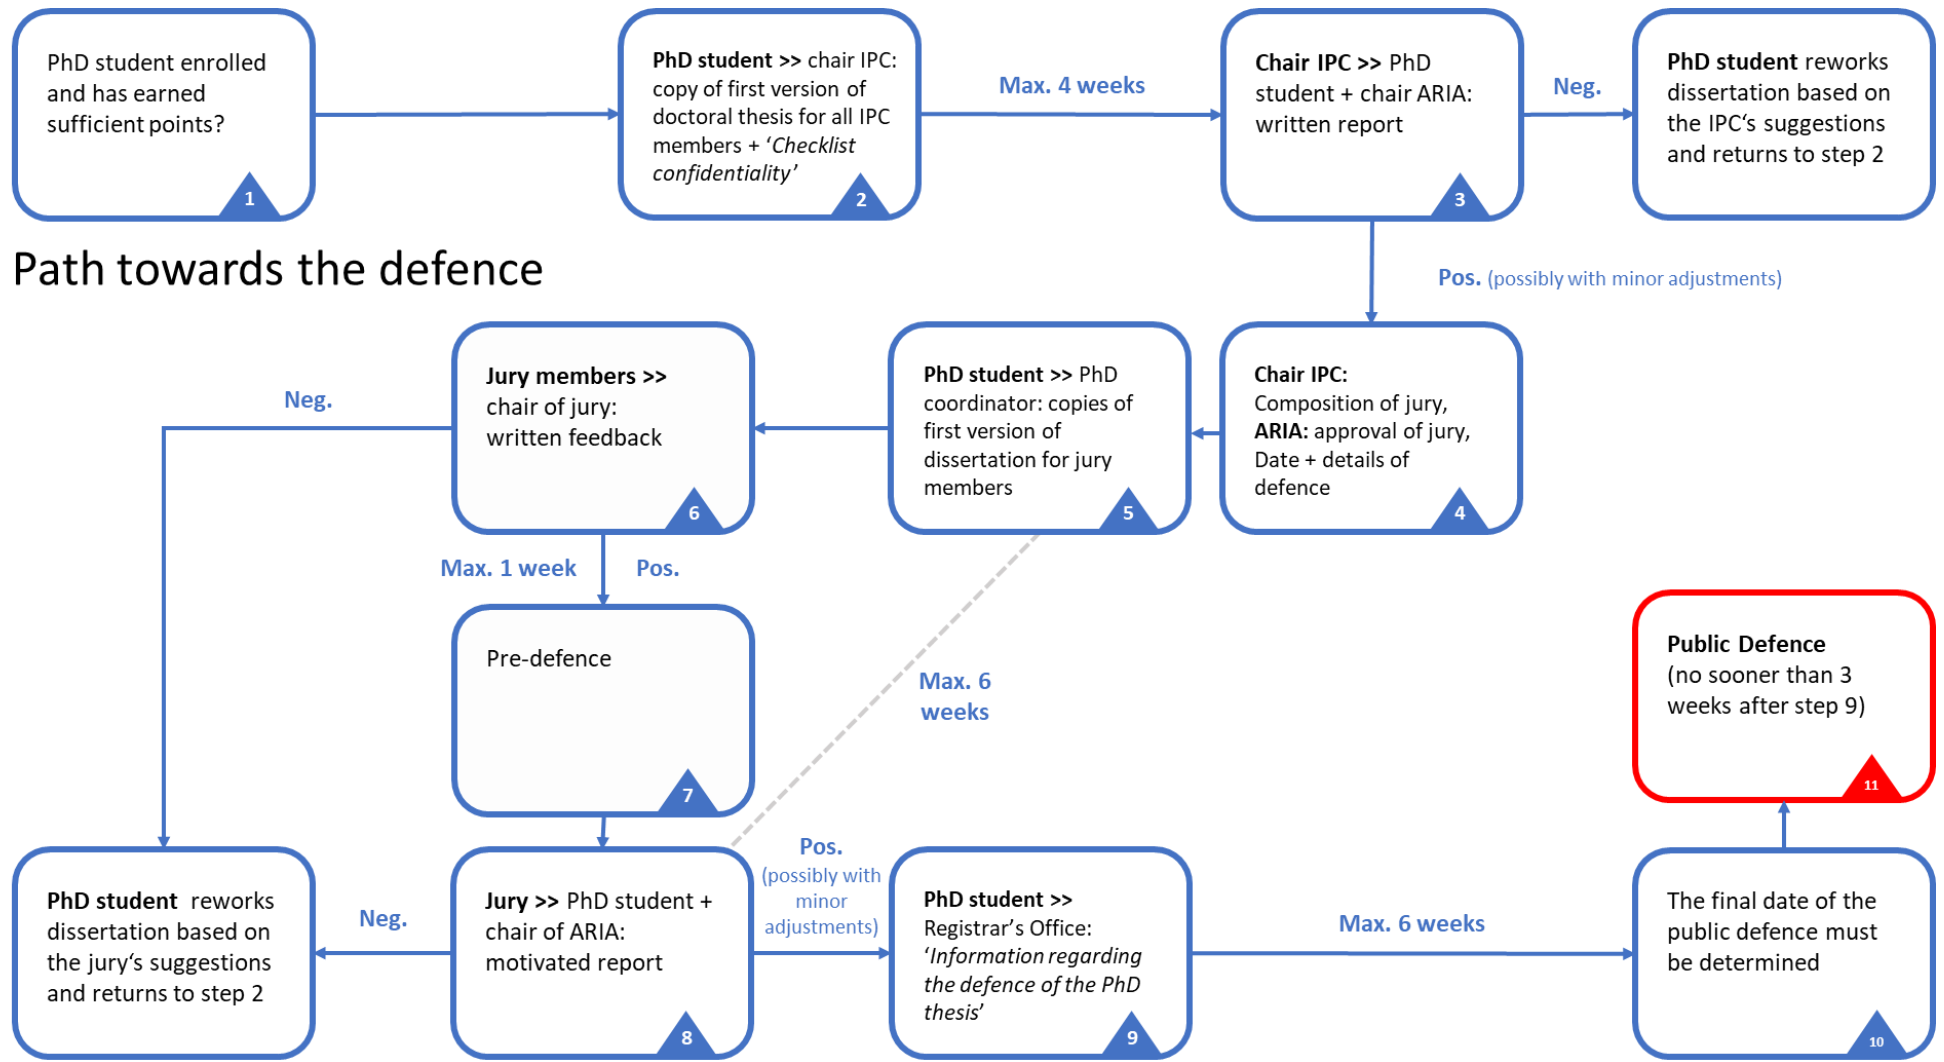 PhD student enrolled
and has earned
sufficient points?
1
PhD student >> chair IPC:
copy of first version of
doctoral thesis for all IPC
members + ‘Checklist
confidentiality’
2
Max. 4 weeks
Chair IPC >> PhD
student + chair ARIA:
written report
3
Neg.
PhD student reworks
dissertation based on
the IPC‘s suggestions
and returns to step 2
Path towards the defence
Pos. (possibly with minor adjustments)
Chair IPC:
Composition of jury,
ARIA: approval of jury,
Date + details of
defence
4
PhD student >> PhD
coordinator: copies of
first version of
dissertation for jury
members
5
Jury members >>
chair of jury:
written feedback
6
Neg.
Max. 1 week
Pos.
Pre-defence
7
Max. 6
weeks
Jury >> PhD student +
chair of ARIA:
motivated report
8
Neg.
PhD student  reworks
dissertation based on
the jury‘s suggestions
and returns to step 2
Pos.
(possibly with
minor
adjustments)
PhD student >>
Registrar’s Office:
‘Information regarding
the defence of the PhD
thesis’
9
Max. 6 weeks
The final date of the
public defence must
be determined
10
Public Defence
(no sooner than 3
weeks after step 9)
11